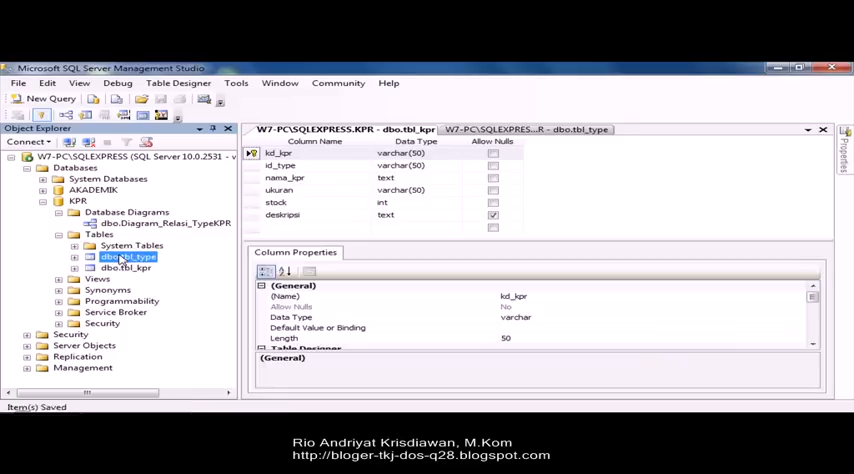 Microsoft SQL Server Management Studio
File Edit View Debug Table Designer Tools Window Community Help
New Query
Object Explorer
Connect
W7-PC\SQLEXPRESS (SQL Server 10.0.2531 - v
Databases
System Databases
AKADEMIK
KPR
Database Diagrams
dbo.Diagram_Relasi_TypeKPR
Tables
System Tables
dbo.tbl_type
dbo.tbl_kpr
Views
Synonyms
Programmability
Service Broker
Security
Security
Server Objects
Replication
Management
W7-PC\SQLEXPRESS.KPR - dbo.tbl_kpr W7-PC\SQLEXPRES...R - dbo.tbl_type
Column Name Data Type Allow Nulls
kd_kpr varchar(50)
id_type varchar(50)
nama_kpr text
ukuran varchar(50)
stock int
deskripsi text
Column Properties
(General)
(Name) kd_kpr
Allow Nulls No
Data Type varchar
Default Value or Binding
Length 50
Table Designer
(General)
Properties
Item(s) Saved
Rio Andriyat Krisdiawan, M.Kom
http://bloger-tkj-dos-q28.blogspot.com